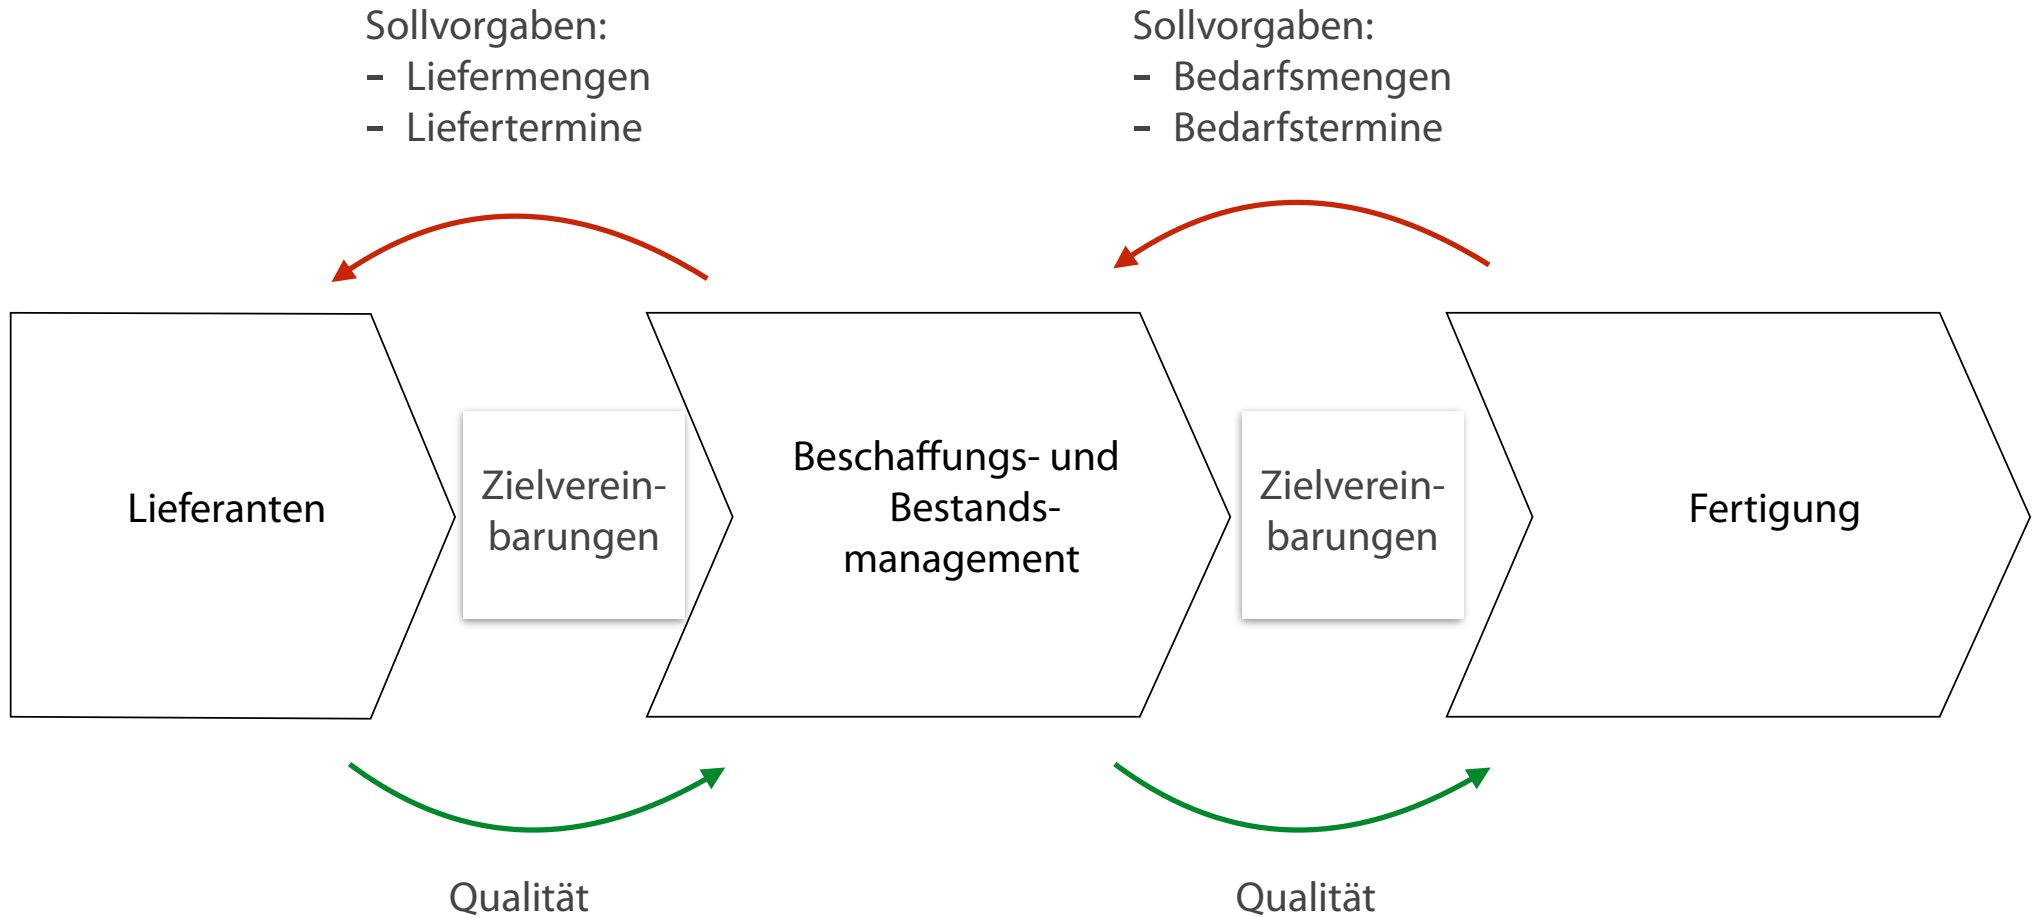 Sollvorgaben:
- Liefermengen
- Liefertermine
Sollvorgaben:
- Bedarfsmengen
- Bedarfstermine
Lieferanten
Zielverein-
barungen
Beschaffungs- und
Bestands-
management
Zielverein-
barungen
Fertigung
Qualität
Qualität